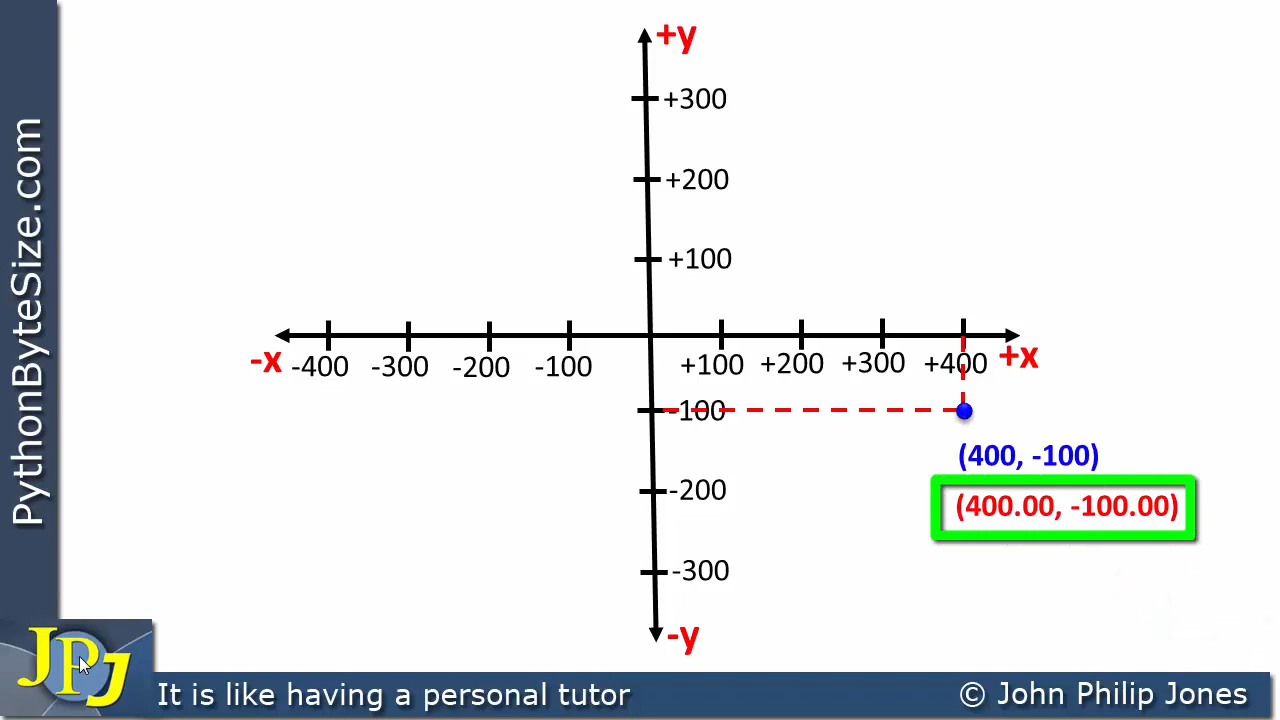 PythonByteSize.com
+y
+300
+200
+100
-x
-400 -300 -200 -100 +100 +200 +300 +400
+x
-100
(400, -100)
-200
(400.00, -100.00)
-300
-y
JPJ
It is like having a personal tutor
© John Philip Jones